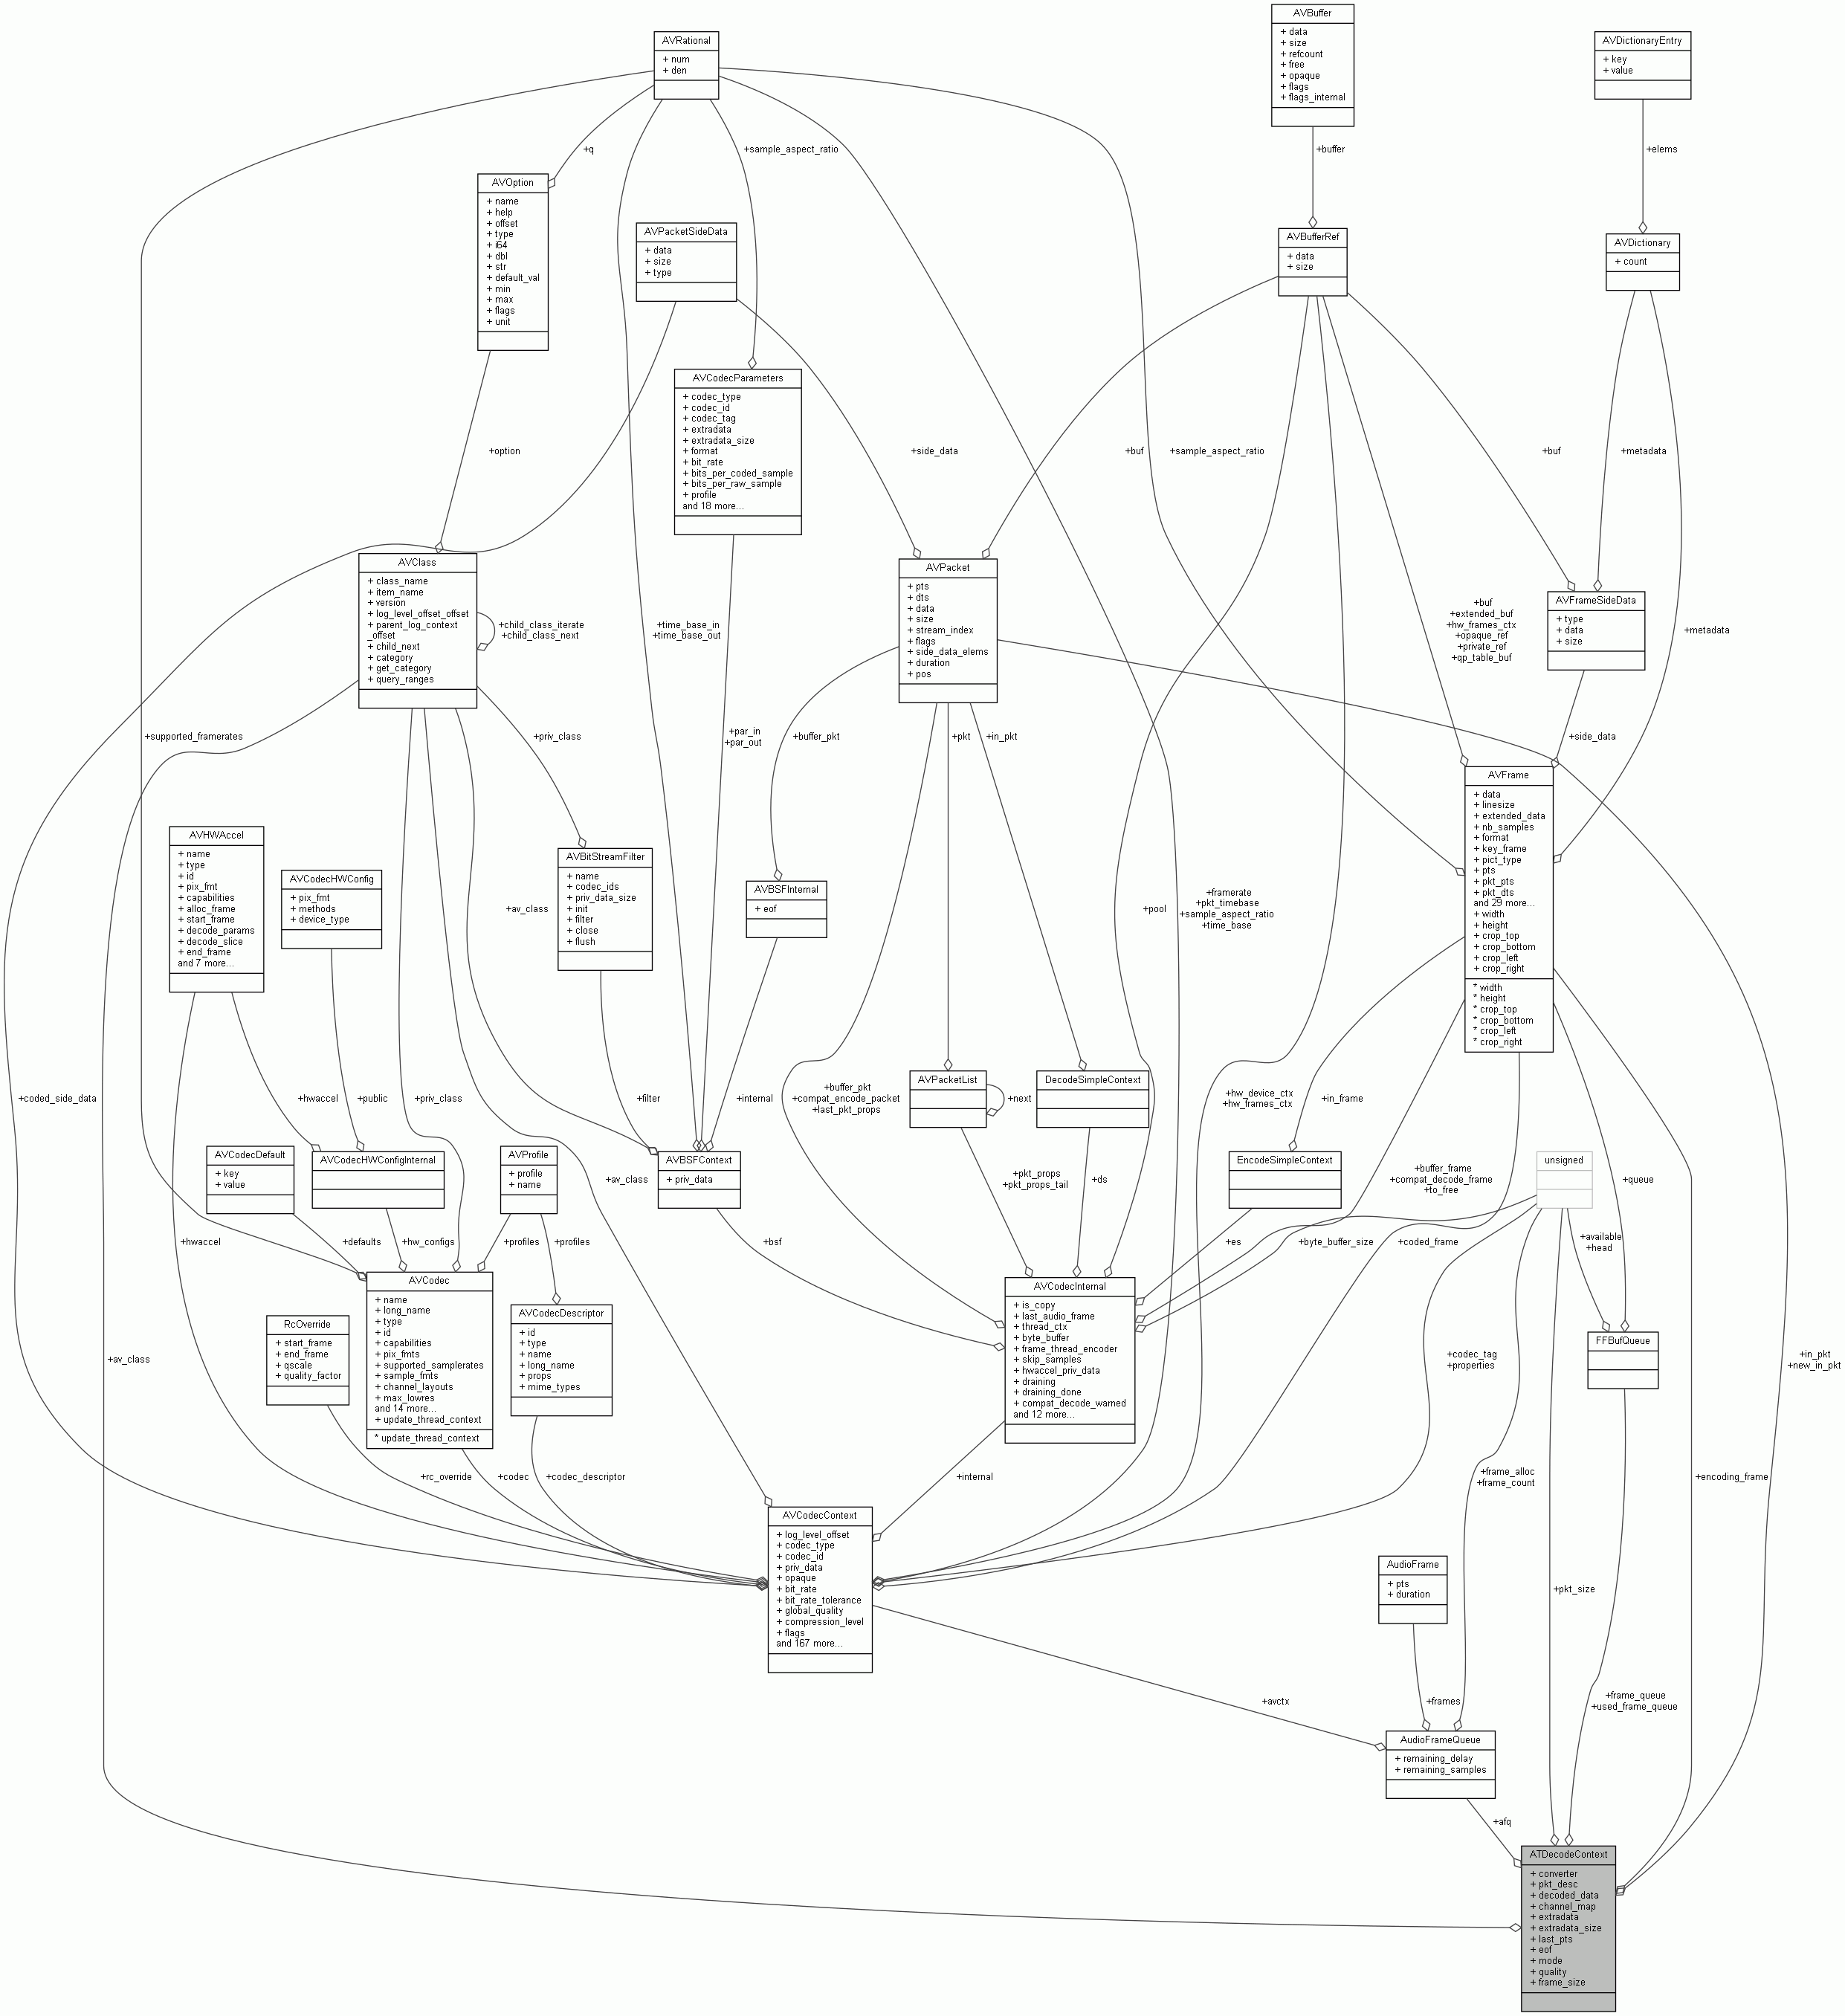 AVBuffer
+ data
+ size
+ refcount
+ free
+ opaque
+ flags
+ flags_internal
AVRational
+ num
+ den
AVDictionaryEntry
+ key
+ value
+q
+sample_aspect_ratio
+buffer
+elems
AVOption
+ name
+ help
+ offset
+ type
+ i64
+ dbl
+ str
+ default_val
+ min
+ max
+ flags
+ unit
AVPacketSideData
+ data
+ size
+ type
AVBufferRef
+ data
+ size
AVDictionary
+ count
AVCodecParameters
+ codec_type
+ codec_id
+ codec_tag
+ extradata
+ extradata_size
+ format
+ bit_rate
+ bits_per_coded_sample
+ bits_per_raw_sample
+ profile
and 18 more...
+option
+side_data
+buf
+sample_aspect_ratio
+buf
+metadata
AVClass
+ class_name
+ item_name
+ version
+ log_level_offset_offset
+ parent_log_context
_offset
+ child_next
+ category
+ get_category
+ query_ranges
+child_class_iterate
+child_class_next
+time_base_in
+time_base_out
AVPacket
+ pts
+ dts
+ data
+ size
+ stream_index
+ flags
+ side_data_elems
+ duration
+ pos
+buf
+extended_buf
+hw_frames_ctx
+opaque_ref
+private_ref
+qp_table_buf
AVFrameSideData
+ type
+ data
+ size
+metadata
+supported_framerates
+priv_class
+par_in
+par_out
+buffer_pkt
+pkt
+in_pkt
+side_data
AVFrame
+ data
+ linesize
+ extended_data
+ nb_samples
+ format
+ key_frame
+ pict_type
+ pts
+ pkt_pts
+ pkt_dts
and 29 more...
+ width
+ height
+ crop_top
+ crop_bottom
+ crop_left
+ crop_right
* width
* height
* crop_top
* crop_bottom
* crop_left
* crop_right
AVHWAccel
+ name
+ type
+ id
+ pix_fmt
+ capabilities
+ alloc_frame
+ start_frame
+ decode_params
+ decode_slice
+ end_frame
and 7 more...
AVCodecHWConfig
+ pix_fmt
+ methods
+ device_type
+av_class
AVBitStreamFilter
+ name
+ codec_ids
+ priv_data_size
+ init
+ filter
+ close
+ flush
AVBSFInternal
+ eof
+pool
+framerate
+pkt_timebase
+sample_aspect_ratio
+time_base
+coded_side_data
+hwaccel
+public
+priv_class
+filter
+internal
+buffer_pkt
+compat_encode_packet
+last_pkt_props
AVPacketList
+next
DecodeSimpleContext
+hw_device_ctx
+hw_frames_ctx
+in_frame
AVCodecDefault
+ key
+ value
AVCodecHWConfigInternal
AVProfile
+ profile
+ name
+av_class
AVBSFContext
+ priv_data
+pkt_props
+pkt_props_tail
+ds
EncodeSimpleContext
+buffer_frame
+compat_decode_frame
+to_free
unsigned
+queue
+hwaccel
+defaults
+hw_configs
+profiles
+profiles
+bsf
+es
+byte_buffer_size
+coded_frame
+available
+head
RcOverride
+ start_frame
+ end_frame
+ qscale
+ quality_factor
AVCodec
+ name
+ long_name
+ type
+ id
+ capabilities
+ pix_fmts
+ supported_samplerates
+ sample_fmts
+ channel_layouts
+ max_lowres
and 14 more...
+ update_thread_context
* update_thread_context
AVCodecDescriptor
+ id
+ type
+ name
+ long_name
+ props
+ mime_types
AVCodecInternal
+ is_copy
+ last_audio_frame
+ thread_ctx
+ byte_buffer
+ frame_thread_encoder
+ skip_samples
+ hwaccel_priv_data
+ draining
+ draining_done
+ compat_decode_warned
and 12 more...
FFBufQueue
+av_class
+codec_tag
+properties
+in_pkt
+new_in_pkt
+rc_override
+codec
+codec_descriptor
+internal
+frame_alloc
+frame_count
+encoding_frame
AVCodecContext
+ log_level_offset
+ codec_type
+ codec_id
+ priv_data
+ opaque
+ bit_rate
+ bit_rate_tolerance
+ global_quality
+ compression_level
+ flags
and 167 more...
AudioFrame
+ pts
+ duration
+pkt_size
+avctx
+frames
+frame_queue
+used_frame_queue
AudioFrameQueue
+ remaining_delay
+ remaining_samples
+afq
ATDecodeContext
+ converter
+ pkt_desc
+ decoded_data
+ channel_map
+ extradata
+ extradata_size
+ last_pts
+ eof
+ mode
+ quality
+ frame_size